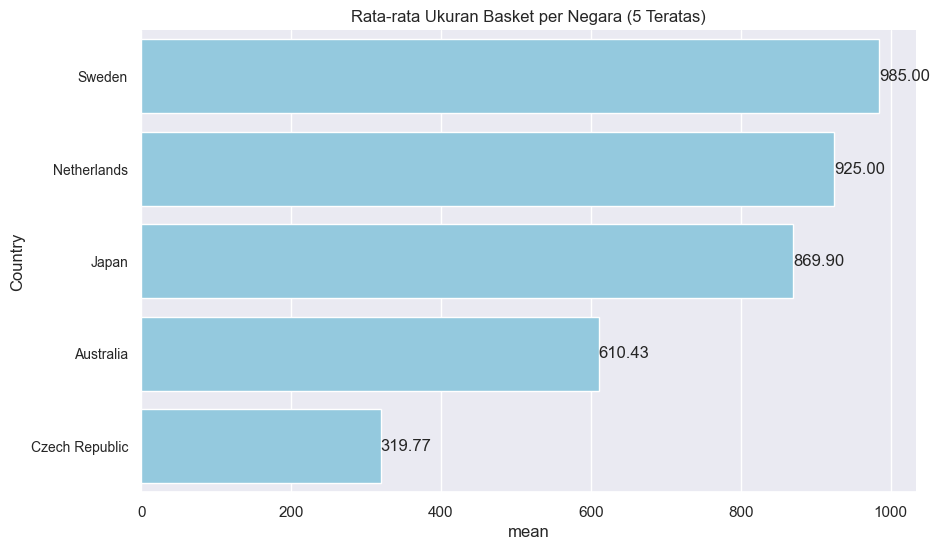 Rata-rata Ukuran Basket per Negara (5 Teratas)
Country
Sweden
985.00
Netherlands
925.00
Japan
869.90
Australia
610.43
Czech Republic
319.77
0 200 400 600 800 1000
mean